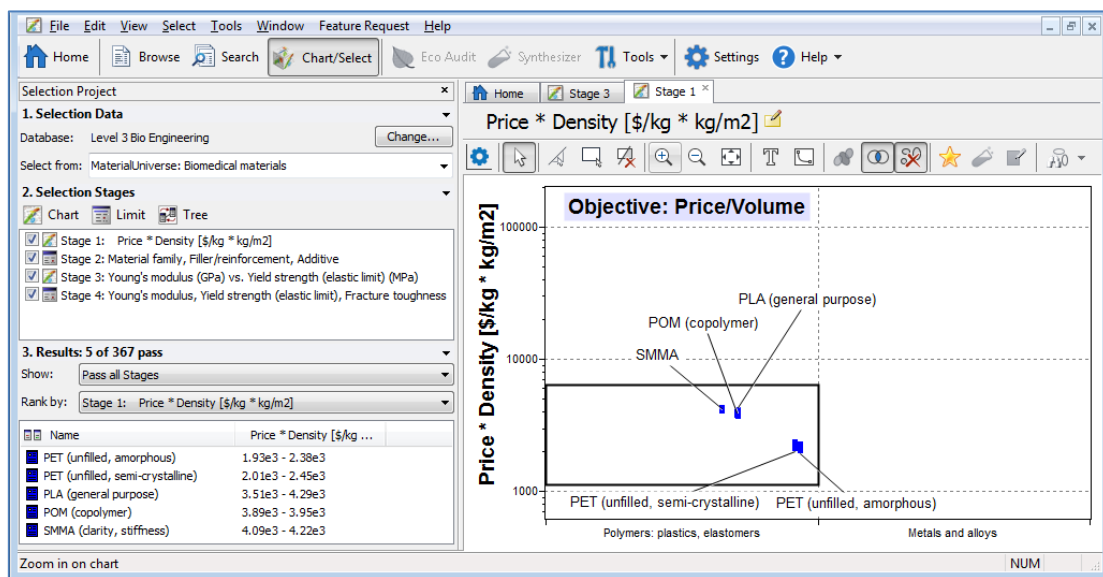 File Edit View Select Tools Window Feature Request Help
Home Browse Search Chart/Select Eco Audit Synthesizer Tools Settings Help
Selection Project
1. Selection Data
Database: Level 3 Bio Engineering Change...
Select from: MaterialUniverse: Biomedical materials
2. Selection Stages
Chart Limit Tree
Stage 1: Price * Density [$/kg * kg/m2]
Stage 2: Material family, Filler/reinforcement, Additive
Stage 3: Young's modulus (GPa) vs. Yield strength (elastic limit) (MPa)
Stage 4: Young's modulus, Yield strength (elastic limit), Fracture toughness
3. Results: 5 of 367 pass
Show: Pass all Stages
Rank by: Stage 1: Price * Density [$/kg * kg/m2]
Name Price * Density [$/kg ...
PET (unfilled, amorphous) 1.93e3 - 2.38e3
PET (unfilled, semi-crystalline) 2.01e3 - 2.45e3
PLA (general purpose) 3.51e3 - 4.29e3
POM (copolymer) 3.89e3 - 3.95e3
SMMA (clarity, stiffness) 4.09e3 - 4.22e3
Home Stage 3 Stage 1
Price * Density [$/kg * kg/m2]
Objective: Price/Volume
Price * Density [$/kg * kg/m2]
100000
10000
1000
PLA (general purpose)
POM (copolymer)
SMMA
PET (unfilled, semi-crystalline) PET (unfilled, amorphous)
Polymers: plastics, elastomers Metals and alloys
Zoom in on chart NUM